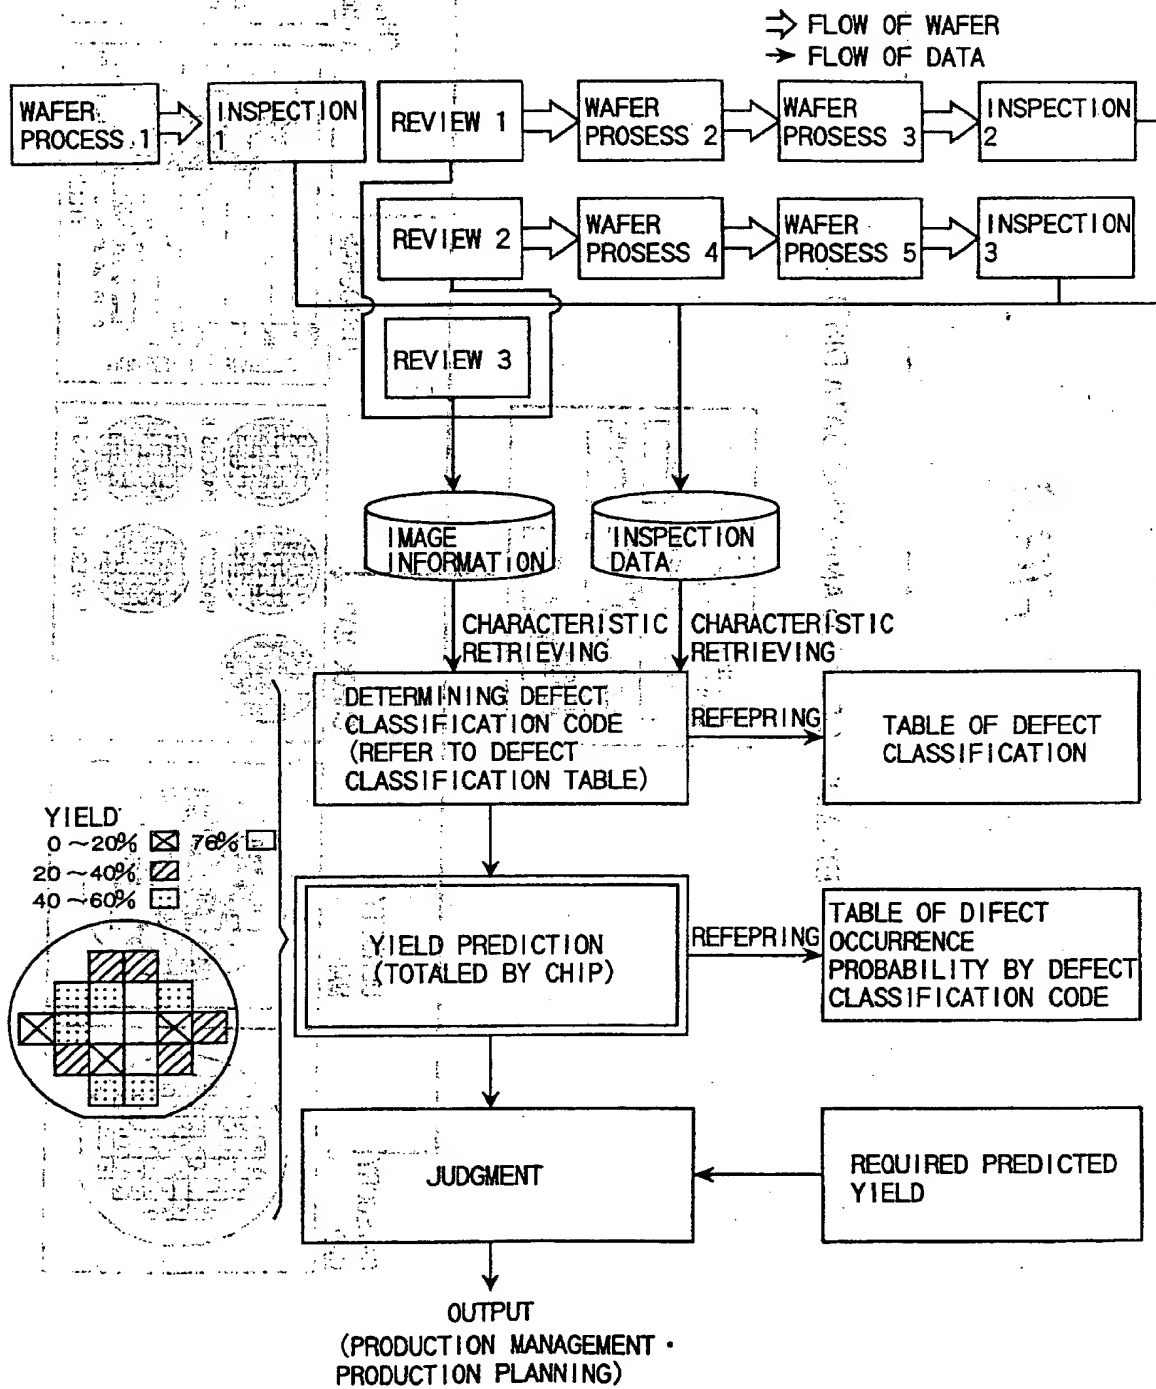 FLOW OF WAFER
FLOW OF DATA
WAFER
PROCESS 1
INSPECTION
1
REVIEW 1
WAFER
PROSESS 2
WAFER
PROSESS 3
INSPECTION
2
REVIEW 2
WAFER
PROSESS 4
WAFER
PROSESS 5
INSPECTION
3
REVIEW 3
IMAGE
INFORMATION
INSPECTION
DATA
CHARACTERISTIC
RETRIEVING
CHARACTERISTIC
RETRIEVING
DETERMINING DEFECT
CLASSIFICATION CODE
(REFER TO DEFECT
CLASSIFICATION TABLE)
REFEPRING
TABLE OF DEFECT
CLASSIFICATION
YIELD
0～20% 76%
20～40%
40～60%
YIELD PREDICTION
(TOTALED BY CHIP)
REFEPRING
TABLE OF DIFECT
OCCURRENCE
PROBABILITY BY DEFECT
CLASSIFICATION CODE
JUDGMENT
REQUIRED PREDICTED
YIELD
OUTPUT
(PRODUCTION MANAGEMENT・
PRODUCTION PLANNING)